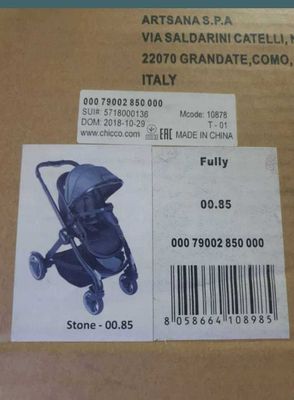 ARTSANA S.P.A
VIA SALDARINI CATELLI,
22070 GRANDATE,COMO,
ITALY
000 79002 850 000
SUI# 5718000136 Mcode: 10878
DOM: 2018-10-29 T - 01
www.chicco.com EAC MADE IN CHINA
Fully
00.85
000 79002 850 000
Stone - 00.85
8 058664 108985